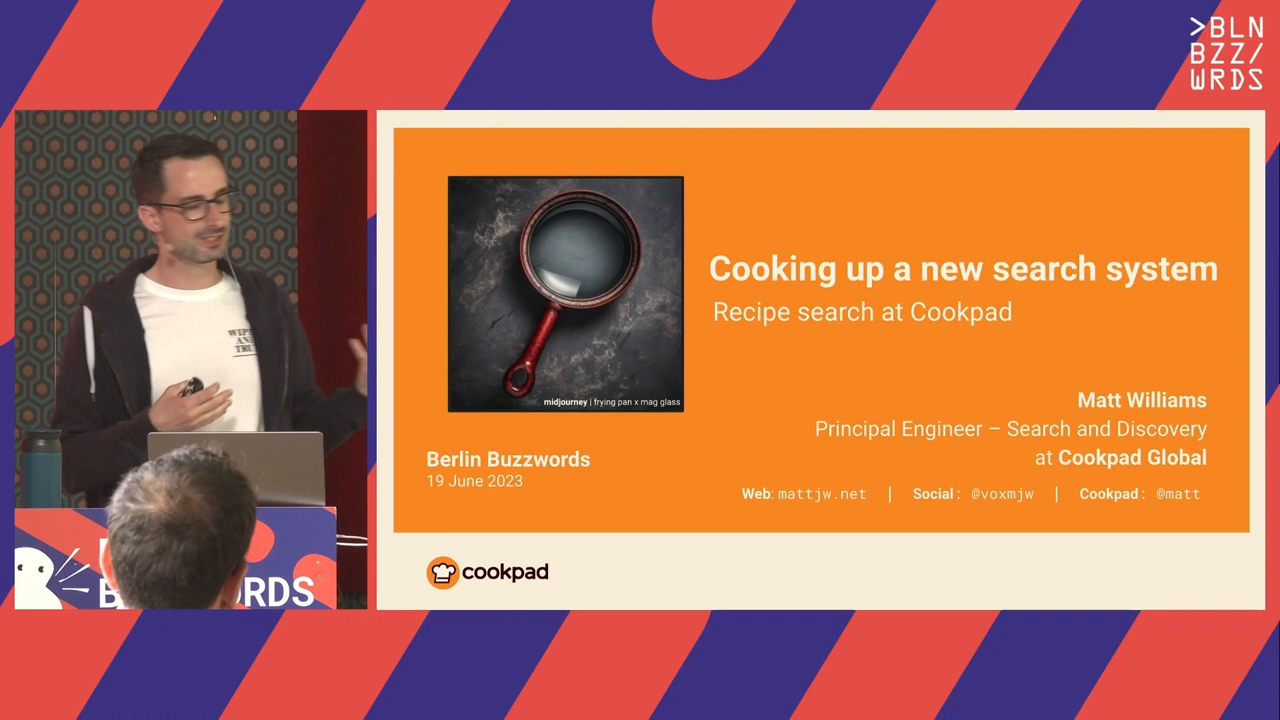 >BLN
BZZ/
WRDS
Cooking up a new search system
Recipe search at Cookpad
midjourney | frying pan x mag glass
Matt Williams
Principal Engineer – Search and Discovery
at Cookpad Global
Berlin Buzzwords
19 June 2023
Web: mattjw.net | Social: @voxmjw | Cookpad: @matt
cookpad